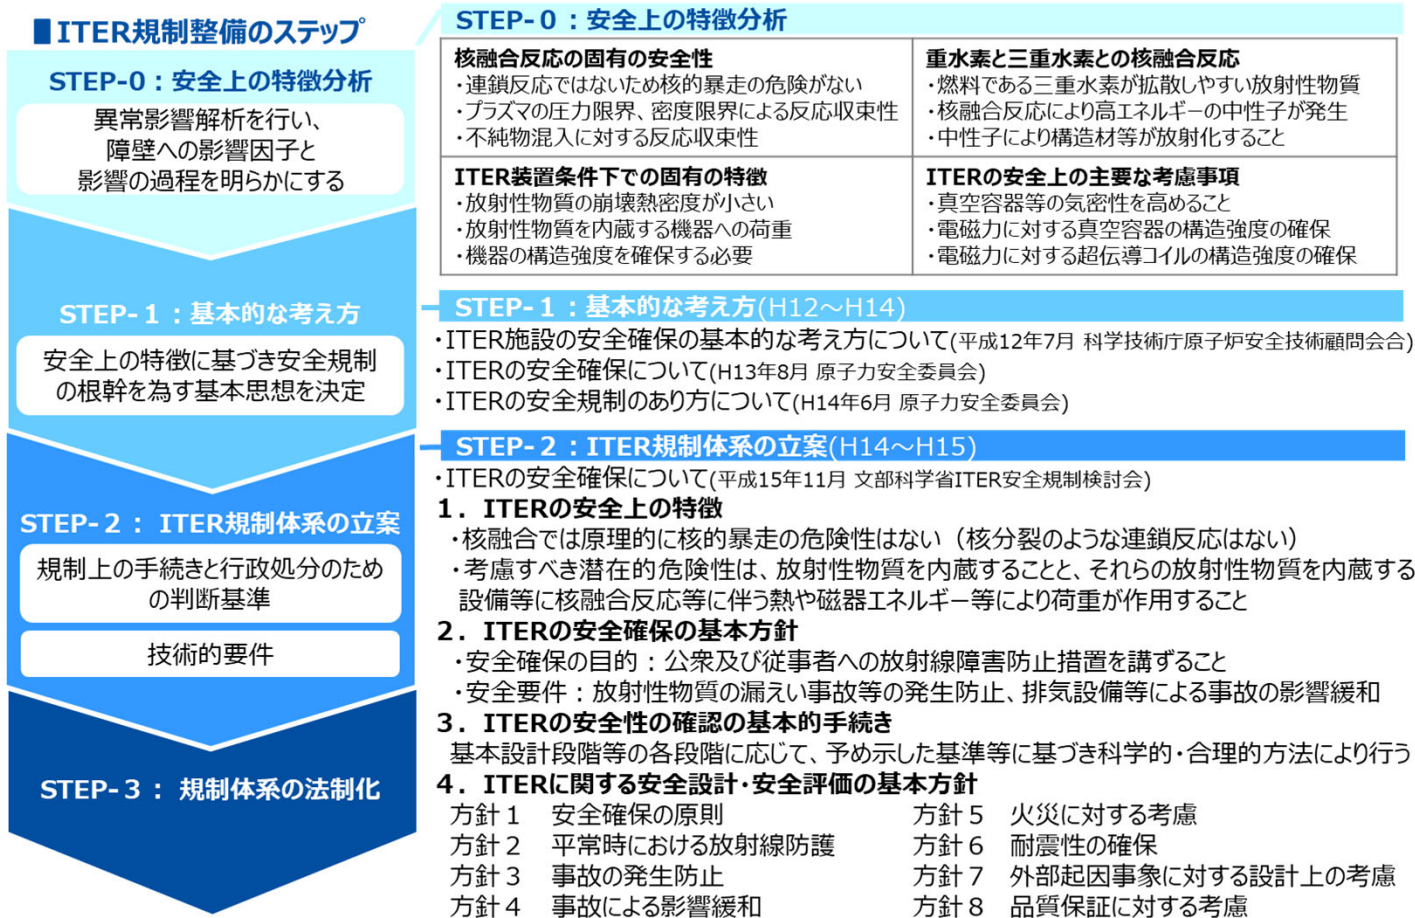 ■ITER規制整備のステップ
STEP-0：安全上の特徴分析
異常影響解析を行い、
障壁への影響因子と
影響の過程を明らかにする
STEP-１：基本的な考え方
安全上の特徴に基づき安全規制
の根幹を為す基本思想を決定
STEP-２： ITER規制体系の立案
規制上の手続きと行政処分のため
の判断基準
技術的要件
STEP-３： 規制体系の法制化
STEP-０：安全上の特徴分析
核融合反応の固有の安全性
・連鎖反応ではないため核的暴走の危険がない
・プラズマの圧力限界、密度限界による反応収束性
・不純物混入に対する反応収束性
重水素と三重水素との核融合反応
・燃料である三重水素が拡散しやすい放射性物質
・核融合反応により高エネルギーの中性子が発生
・中性子により構造材等が放射化すること
ITER装置条件下での固有の特徴
・放射性物質の崩壊熱密度が小さい
・放射性物質を内蔵する機器への荷重
・機器の構造強度を確保する必要
ITERの安全上の主要な考慮事項
・真空容器等の気密性を高めること
・電磁力に対する真空容器の構造強度の確保
・電磁力に対する超伝導コイルの構造強度の確保
STEP-１：基本的な考え方(H12～H14)
・ITER施設の安全確保の基本的な考え方について(平成12年7月 科学技術庁原子炉安全技術顧問会合)
・ITERの安全確保について(H13年8月 原子力安全委員会)
・ITERの安全規制のあり方について(H14年6月 原子力安全委員会)
STEP-２：ITER規制体系の立案(H14～H15)
・ITERの安全確保について(平成15年11月 文部科学省ITER安全規制検討会)
１．ITERの安全上の特徴
・核融合では原理的に核的暴走の危険性はない（核分裂のような連鎖反応はない）
・考慮すべき潜在的危険性は、放射性物質を内蔵することと、それらの放射性物質を内蔵する
設備等に核融合反応等に伴う熱や磁器エネルギー等により荷重が作用すること
２．ITERの安全確保の基本方針
・安全確保の目的：公衆及び従事者への放射線障害防止措置を講ずること
・安全要件：放射性物質の漏えい事故等の発生防止、排気設備等による事故の影響緩和
３．ITERの安全性の確認の基本的手続き
基本設計段階等の各段階に応じて、予め示した基準等に基づき科学的・合理的方法により行う
４．ITERに関する安全設計・安全評価の基本方針
方針１　安全確保の原則
方針２　平常時における放射線防護
方針３　事故の発生防止
方針４　事故による影響緩和
方針５　火災に対する考慮
方針６　耐震性の確保
方針７　外部起因事象に対する設計上の考慮
方針８　品質保証に対する考慮